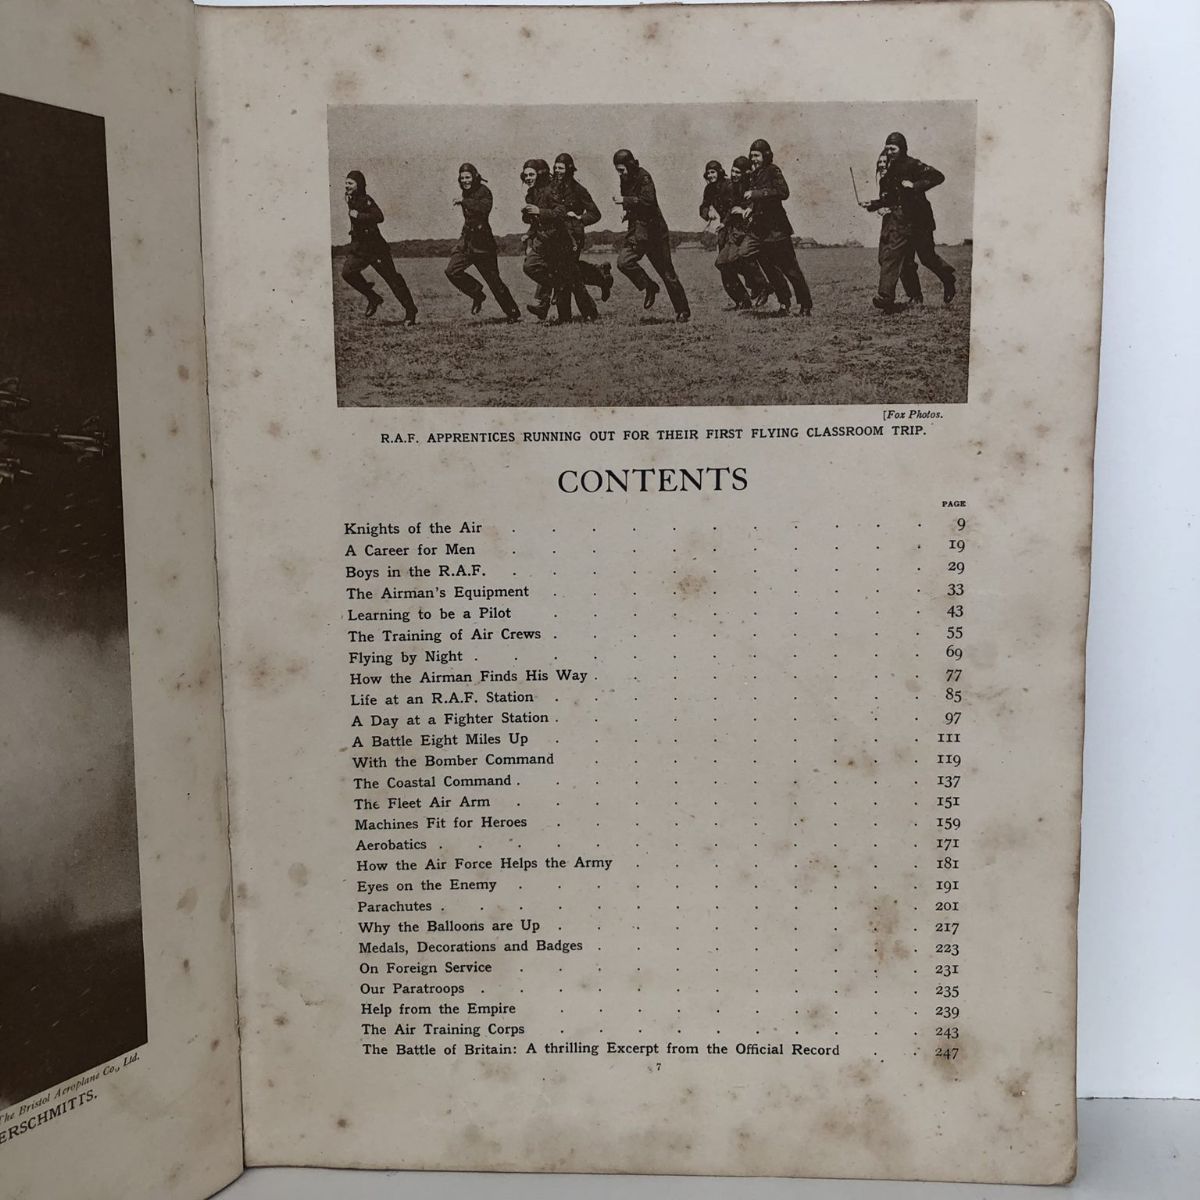 The Bristol Aeroplane Co., Ltd.
ERSCHMITTS.
[Fox Photos.
R.A.F. APPRENTICES RUNNING OUT FOR THEIR FIRST FLYING CLASSROOM TRIP.
CONTENTS
PAGE
Knights of the Air . . . . . . . . . . . 9
A Career for Men . . . . . . . . . . . 19
Boys in the R.A.F. . . . . . . . . . . . 29
The Airman's Equipment . . . . . . . . . . 33
Learning to be a Pilot . . . . . . . . . . 43
The Training of Air Crews . . . . . . . . . . 55
Flying by Night . . . . . . . . . . . . 69
How the Airman Finds His Way . . . . . . . . . 77
Life at an R.A.F. Station . . . . . . . . . . 85
A Day at a Fighter Station . . . . . . . . . . 97
A Battle Eight Miles Up . . . . . . . . . . 111
With the Bomber Command . . . . . . . . . 119
The Coastal Command . . . . . . . . . . . 137
The Fleet Air Arm . . . . . . . . . . . 151
Machines Fit for Heroes . . . . . . . . . . 159
Aerobatics . . . . . . . . . . . . . 171
How the Air Force Helps the Army . . . . . . . . 181
Eyes on the Enemy . . . . . . . . . . . 191
Parachutes . . . . . . . . . . . . . 201
Why the Balloons are Up . . . . . . . . . . 217
Medals, Decorations and Badges . . . . . . . . . 223
On Foreign Service . . . . . . . . . . . 231
Our Paratroops . . . . . . . . . . . . 235
Help from the Empire . . . . . . . . . . 239
The Air Training Corps . . . . . . . . . . 243
The Battle of Britain: A thrilling Excerpt from the Official Record . . 247
7